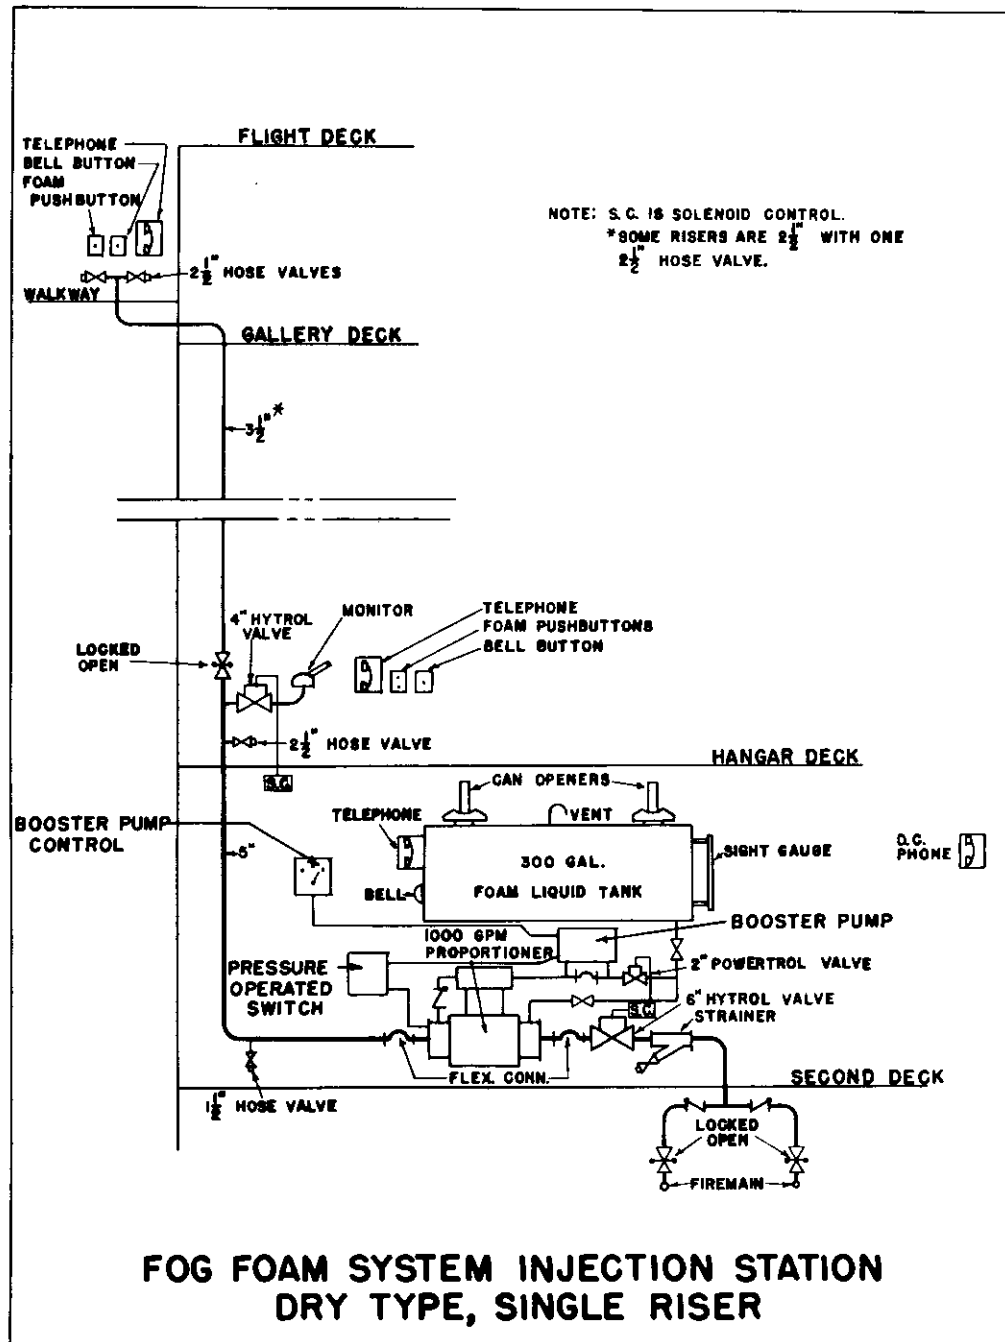 FLIGHT DECK
TELEPHONE
BELL BUTTON
FOAM
PUSHBUTTON
NOTE: S.C. IS SOLENOID CONTROL.
*SOME RISERS ARE 2½" WITH ONE
2½" HOSE VALVE.
2½" HOSE VALVES
WALKWAY
GALLERY DECK
3½" *
4" HYTROL
VALVE
MONITOR
TELEPHONE
FOAM PUSHBUTTONS
BELL BUTTON
LOCKED
OPEN
2½" HOSE VALVE
HANGAR DECK
S.C.
CAN OPENERS
BOOSTER PUMP
CONTROL
TELEPHONE
VENT
5"
300 GAL.
FOAM LIQUID TANK
SIGHT GAUGE
D.C.
PHONE
BELL
BOOSTER PUMP
1000 GPM
PROPORTIONER
PRESSURE
OPERATED
SWITCH
2" POWERTROL VALVE
6" HYTROL VALVE
S.C.
STRAINER
FLEX. CONN.
SECOND DECK
1½" HOSE VALVE
LOCKED
OPEN
FIREMAIN
FOG FOAM SYSTEM INJECTION STATION
DRY TYPE, SINGLE RISER